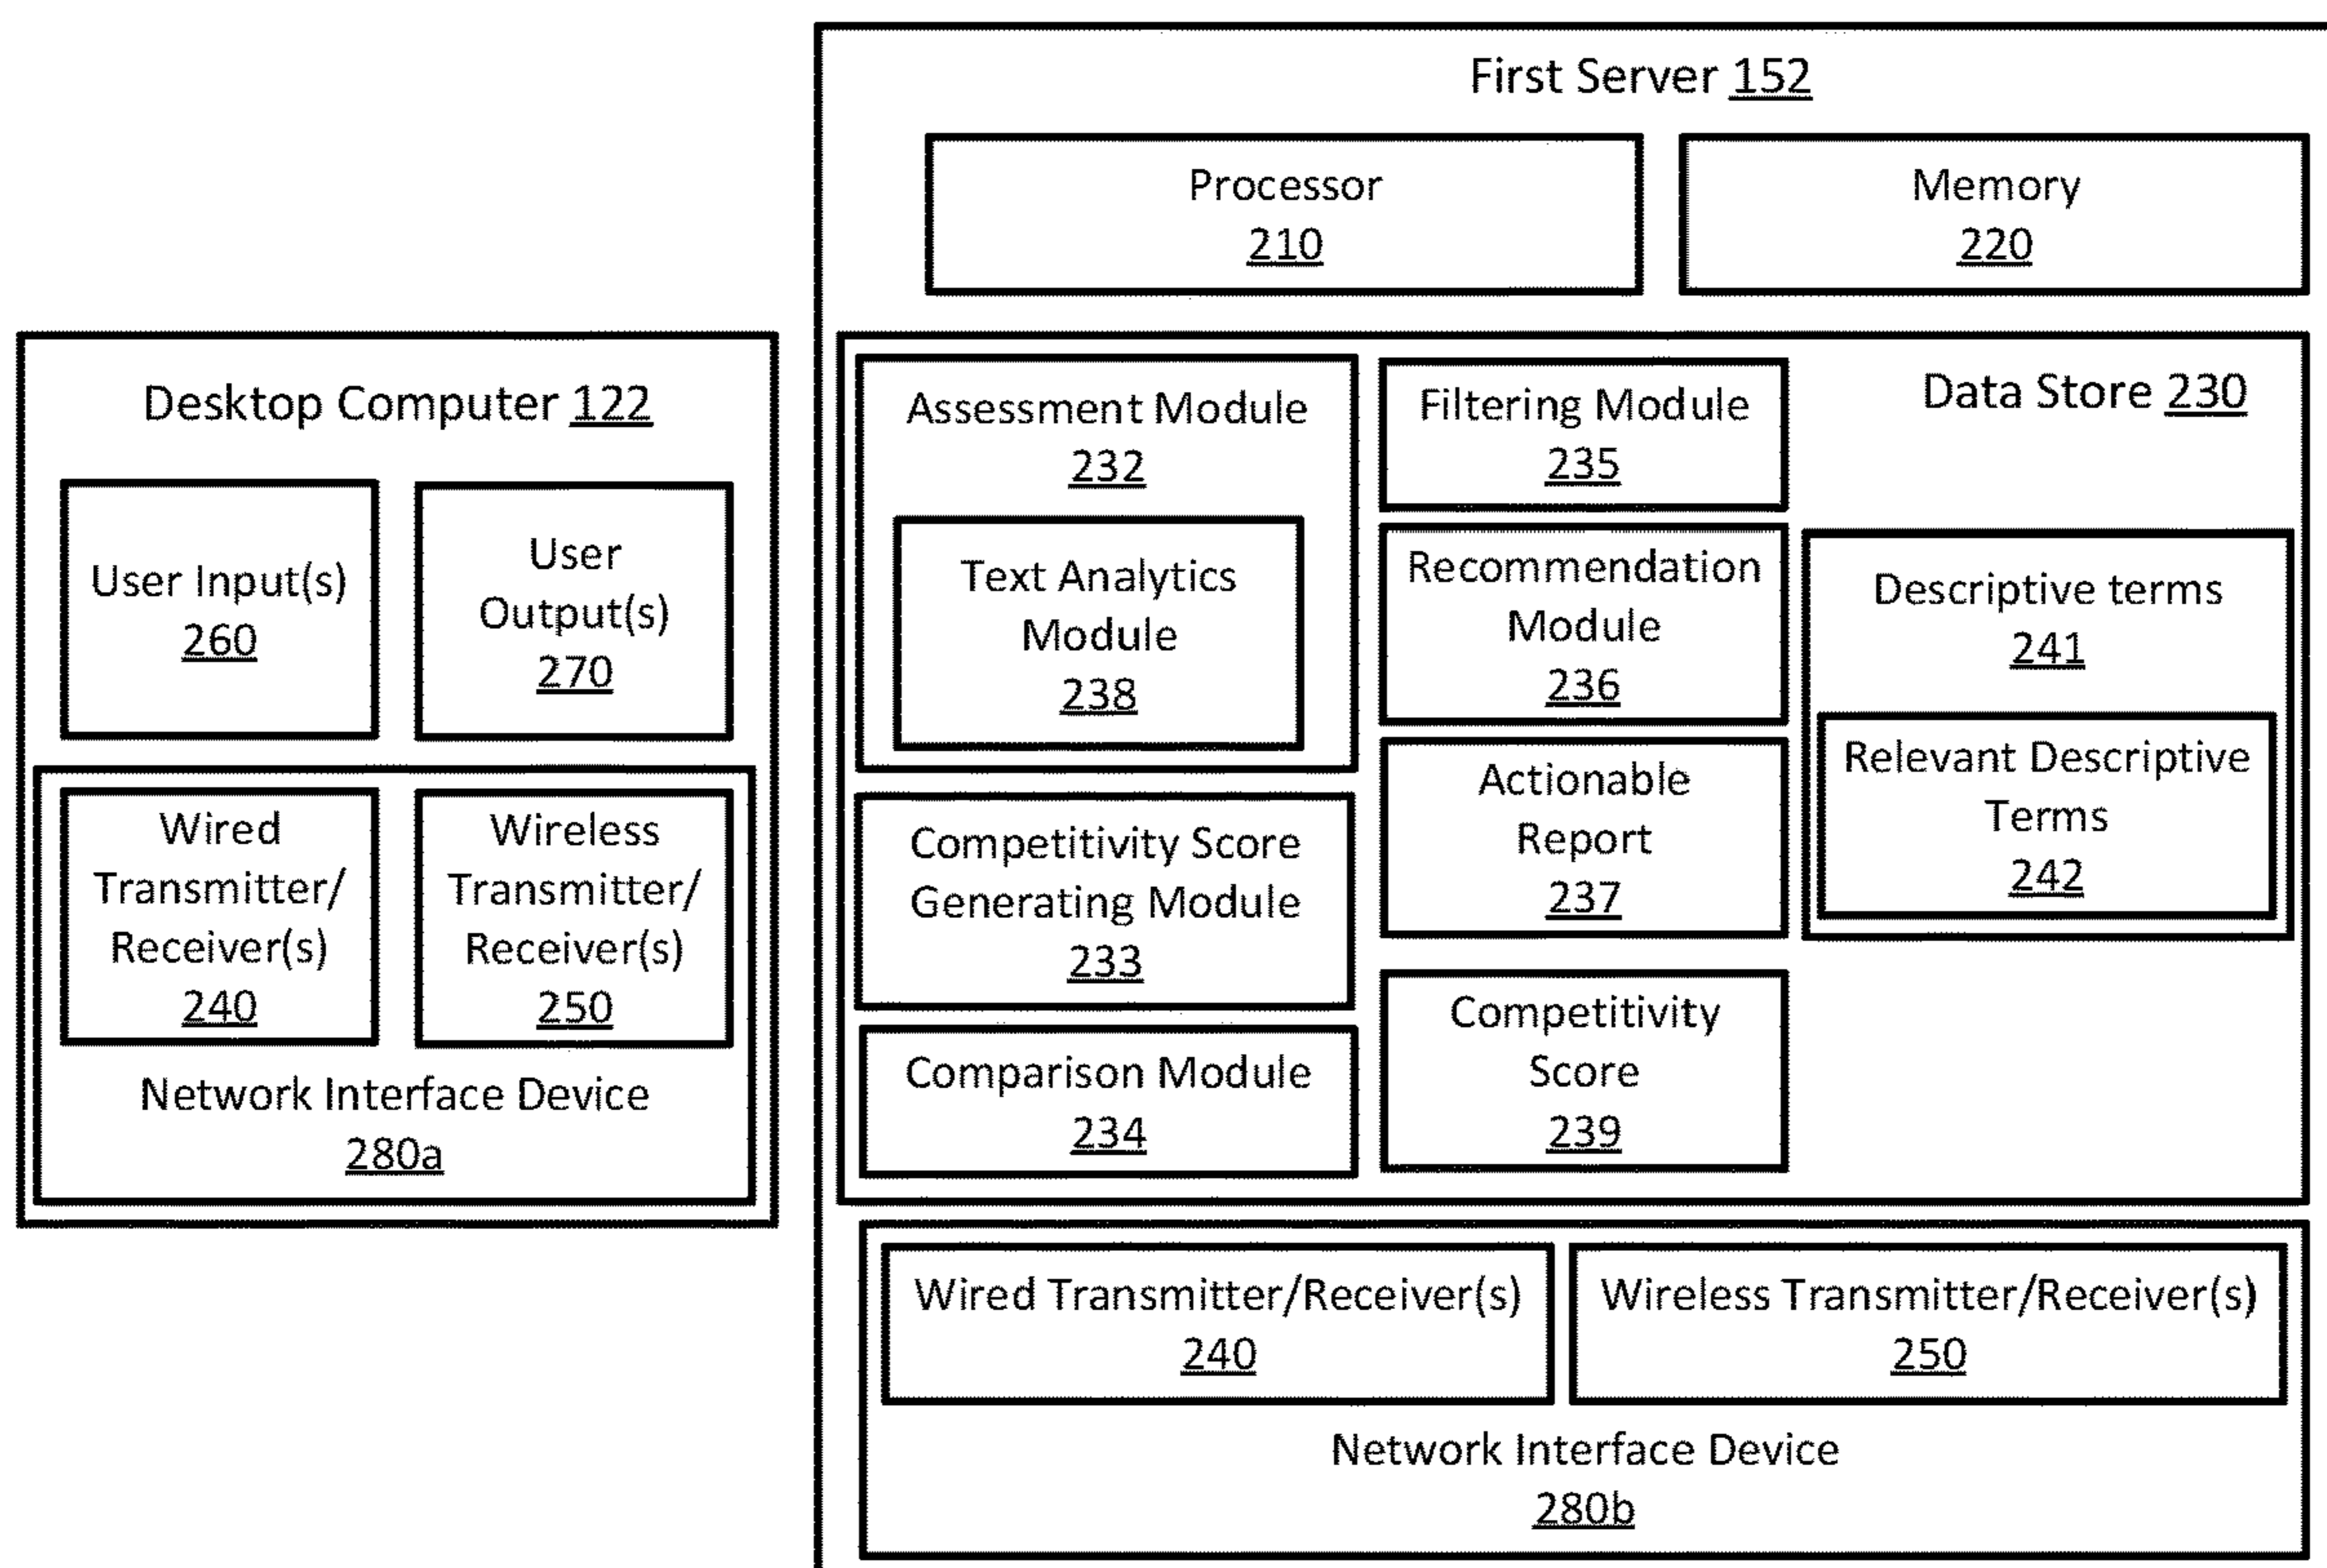 First Server 152
Processor
210
Memory
220
Desktop Computer 122
User Input(s)
260
User
Output(s)
270
Wired
Transmitter/
Receiver(s)
240
Wireless
Transmitter/
Receiver(s)
250
Network Interface Device
280a
Data Store 230
Assessment Module
232
Text Analytics
Module
238
Competitivity Score
Generating Module
233
Comparison Module
234
Filtering Module
235
Recommendation
Module
236
Actionable
Report
237
Competitivity
Score
239
Descriptive terms
241
Relevant Descriptive
Terms
242
Wired Transmitter/Receiver(s)
240
Wireless Transmitter/Receiver(s)
250
Network Interface Device
280b